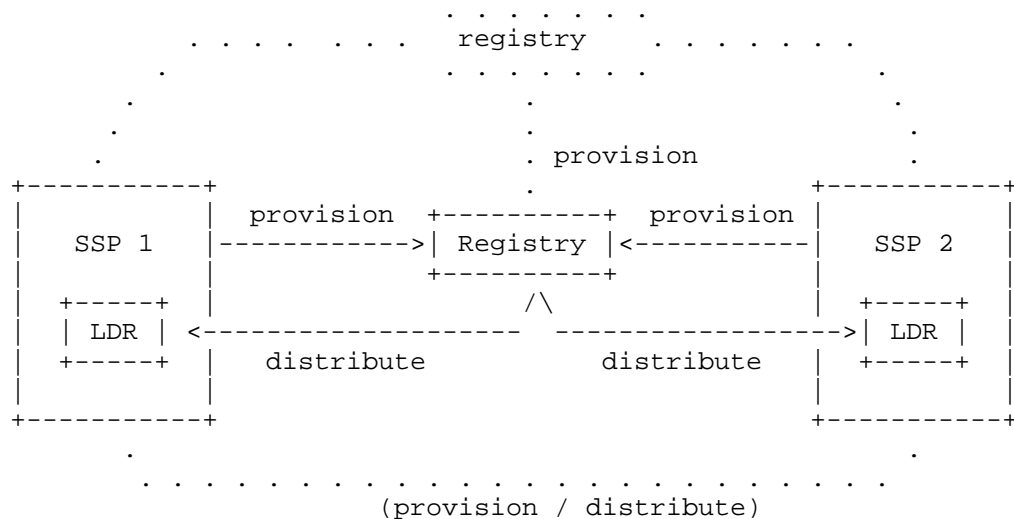 registry
provision
provision provision
SSP 1 Registry SSP 2
LDR LDR
distribute distribute
(provision / distribute)